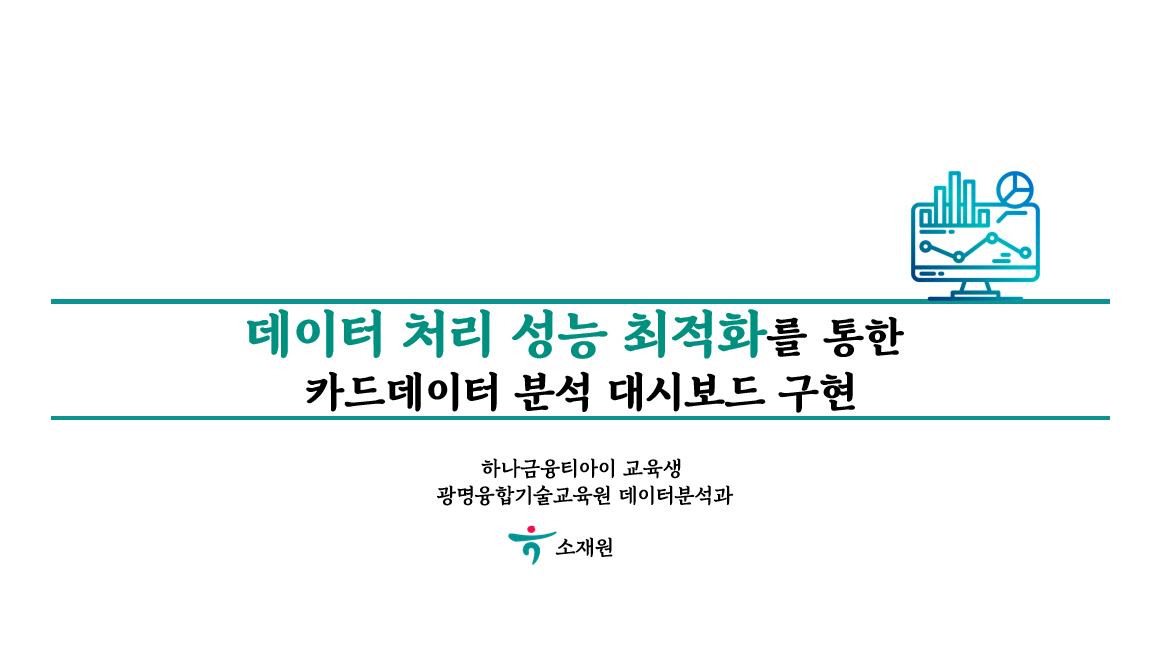 데이터 처리 성능 최적화를 통한
카드데이터 분석 대시보드 구현
하나금융티아이 교육생
광명융합기술교육원 데이터분석과
소재원